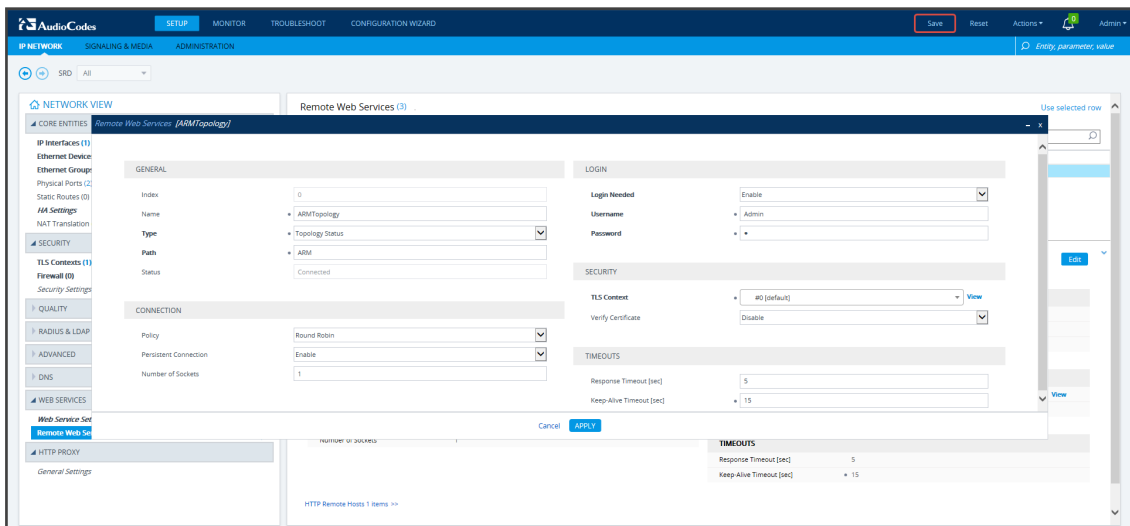 AudioCodes SETUP MONITOR TROUBLESHOOT CONFIGURATION WIZARD Save Reset Actions 0 Admin
IP NETWORK SIGNALING & MEDIA ADMINISTRATION Entity, parameter, value
SRD All
NETWORK VIEW
Remote Web Services (3)
Use selected row
CORE ENTITIES
Remote Web Services [ARMTopology] – x
IP Interfaces (1)
Ethernet Device
Ethernet Group
Physical Ports (2)
Static Routes (0)
HA Settings
NAT Translation
SECURITY
TLS Contexts (1)
Firewall (0)
Security Settings
QUALITY
RADIUS & LDAP
ADVANCED
DNS
WEB SERVICES
Web Service Set
Remote Web Se
HTTP PROXY
General Settings
GENERAL
Index 0
Name ARMTopology
Type Topology Status
Path ARM
Status Connected
CONNECTION
Policy Round Robin
Persistent Connection Enable
Number of Sockets 1
LOGIN
Login Needed Enable
Username Admin
Password •
SECURITY
TLS Context #0 [default] View
Verify Certificate Disable
TIMEOUTS
Response Timeout [sec] 5
Keep-Alive Timeout [sec] 15
Cancel APPLY
Edit
View
Number of Sockets 1
TIMEOUTS
Response Timeout [sec] 5
Keep-Alive Timeout [sec] 15
HTTP Remote Hosts 1 items >>